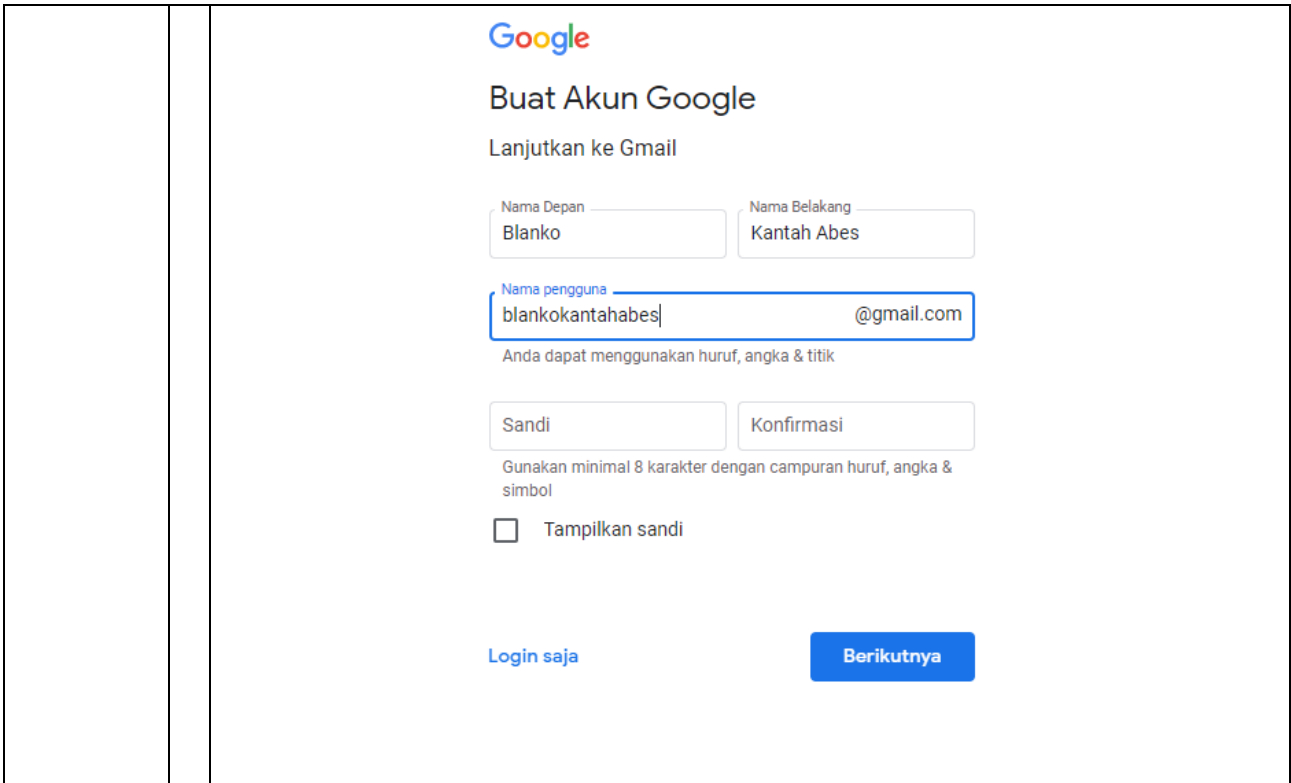 Google
Buat Akun Google
Lanjutkan ke Gmail
Nama Depan Nama Belakang
Blanko Kantah Abes
Nama pengguna
blankokantahabes @gmail.com
Anda dapat menggunakan huruf, angka & titik
Sandi Konfirmasi
Gunakan minimal 8 karakter dengan campuran huruf, angka &
simbol
Tampilkan sandi
Login saja Berikutnya